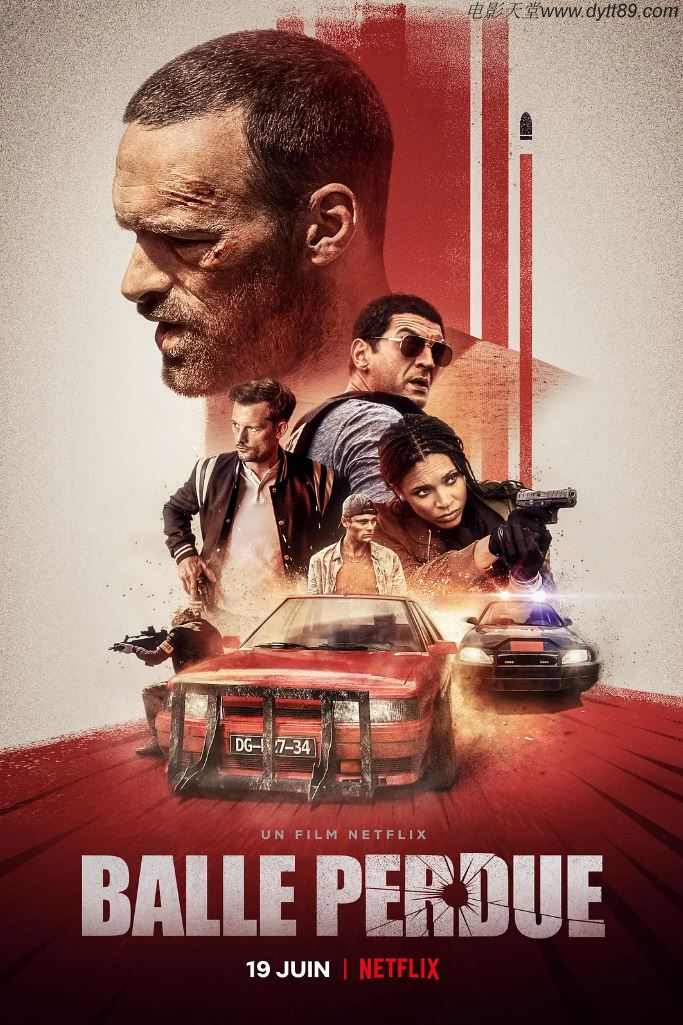 电影天堂www.dytt89.com
UN FILM NETFLIX
BALLE PERDUE
19 JUIN | NETFLIX